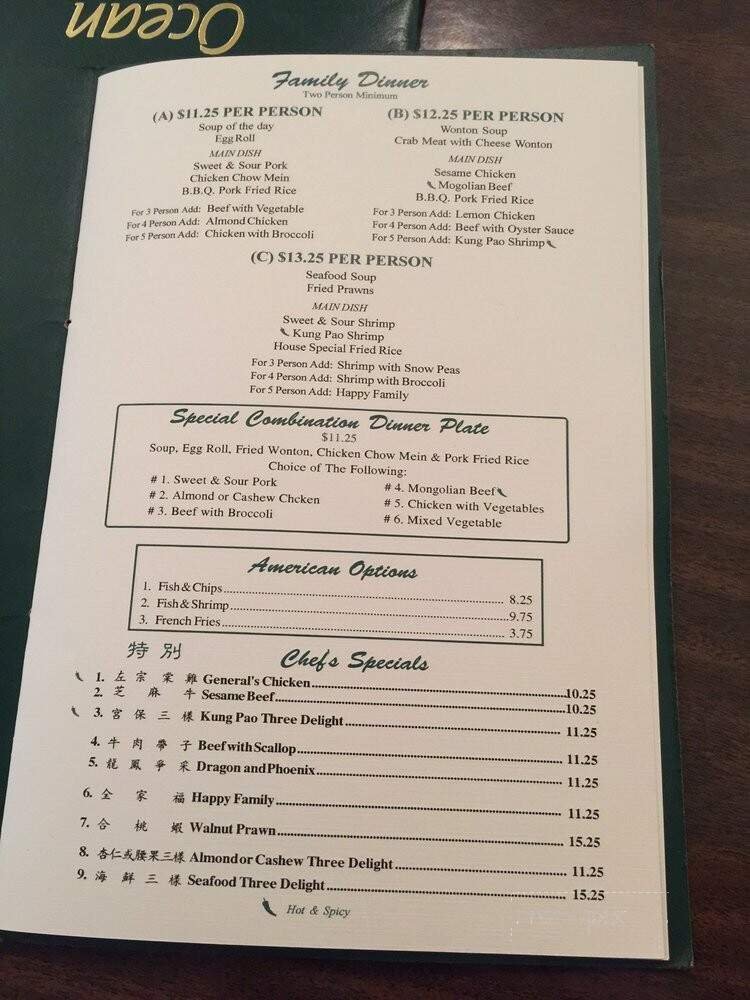 Ocean
Family Dinner
Two Person Minimum
(A) $11.25 PER PERSON
Soup of the day
Egg Roll
MAIN DISH
Sweet & Sour Pork
Chicken Chow Mein
B.B.Q. Pork Fried Rice
For 3 Person Add: Beef with Vegetable
For 4 Person Add: Almond Chicken
For 5 Person Add: Chicken with Broccoli
(B) $12.25 PER PERSON
Wonton Soup
Crab Meat with Cheese Wonton
MAIN DISH
Sesame Chicken
Mogolian Beef
B.B.Q. Pork Fried Rice
For 3 Person Add: Lemon Chicken
For 4 Person Add: Beef with Oyster Sauce
For 5 Person Add: Kung Pao Shrimp
(C) $13.25 PER PERSON
Seafood Soup
Fried Prawns
MAIN DISH
Sweet & Sour Shrimp
Kung Pao Shrimp
House Special Fried Rice
For 3 Person Add: Shrimp with Snow Peas
For 4 Person Add: Shrimp with Broccoli
For 5 Person Add: Happy Family
Special Combination Dinner Plate
$11.25
Soup, Egg Roll, Fried Wonton, Chicken Chow Mein & Pork Fried Rice
Choice of The Following:
# 1. Sweet & Sour Pork
# 2. Almond or Cashew Chcken
# 3. Beef with Broccoli
# 4. Mongolian Beef
# 5. Chicken with Vegetables
# 6. Mixed Vegetable
American Options
1. Fish & Chips 8.25
2. Fish & Shrimp 9.75
3. French Fries 3.75
特別 Chef's Specials
1. 左宗棠雞 General's Chicken 10.25
2. 芝麻牛 Sesame Beef 10.25
3. 宮保三樣 Kung Pao Three Delight 11.25
4. 牛肉帶子 Beef with Scallop 11.25
5. 龍鳳爭采 Dragon and Phoenix 11.25
6. 全家福 Happy Family 11.25
7. 合桃蝦 Walnut Prawn 15.25
8. 杏仁或腰果三樣 Almond or Cashew Three Delight 11.25
9. 海鮮三樣 Seafood Three Delight 15.25
Hot & Spicy